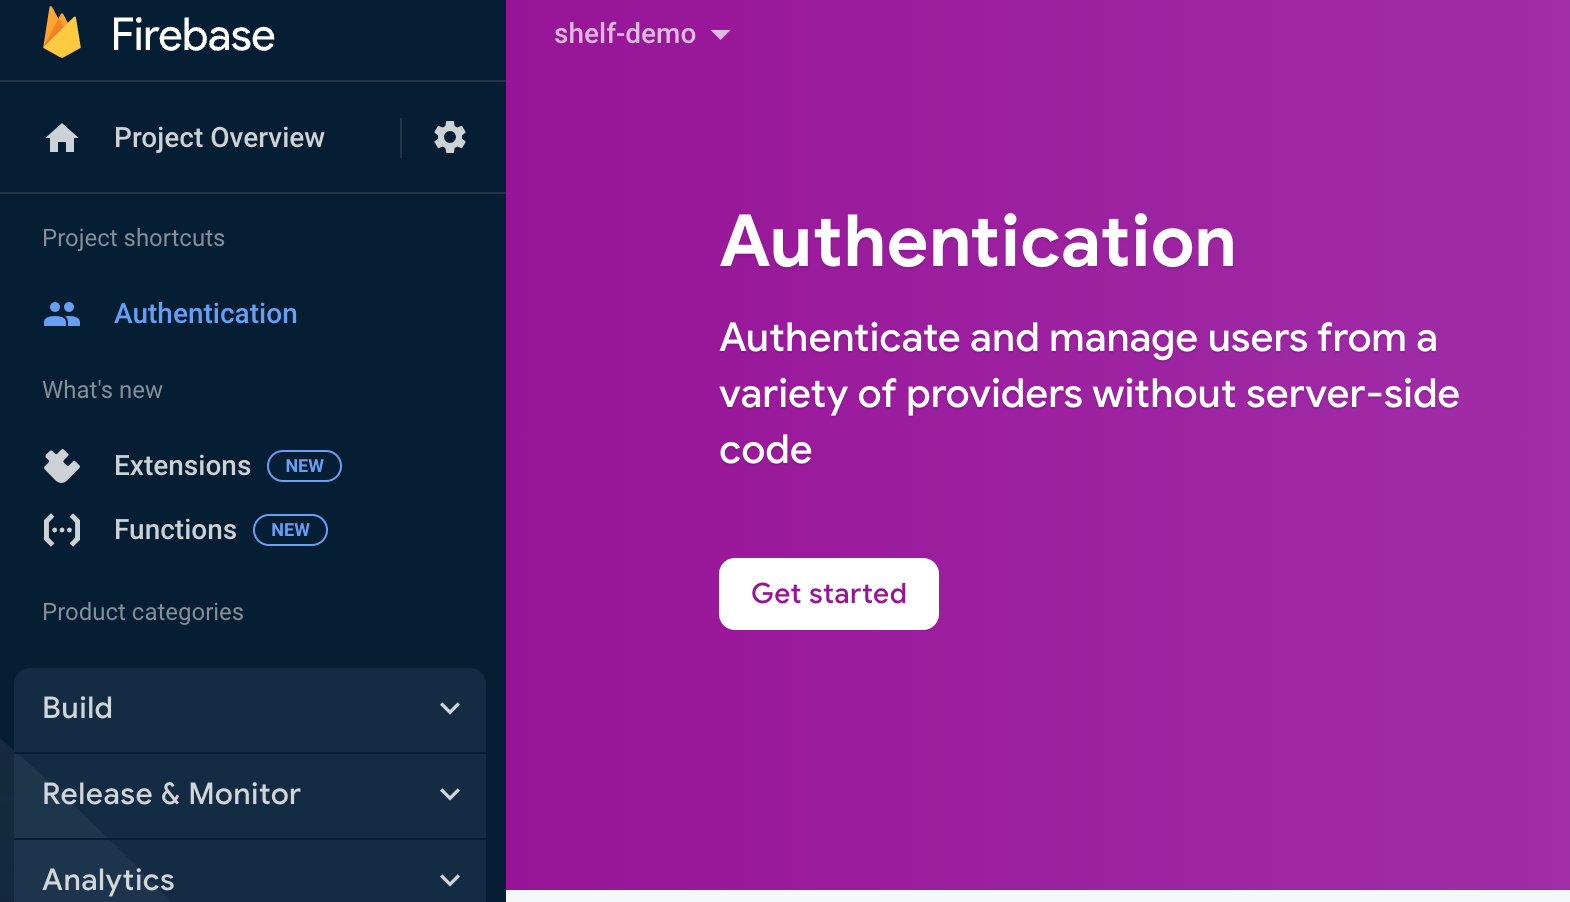 Firebase
Project Overview
Project shortcuts
Authentication
What's new
Extensions NEW
Functions NEW
Product categories
Build
Release & Monitor
Analytics
shelf-demo
Authentication
Authenticate and manage users from a
variety of providers without server-side
code
Get started